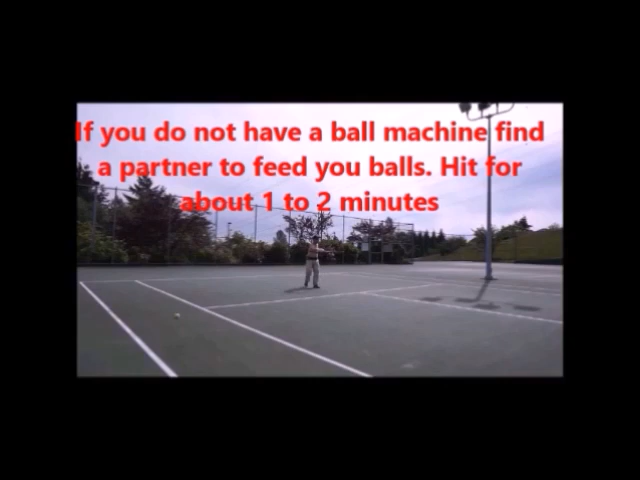 If you do not have a ball machine find
a partner to feed you balls. Hit for
about 1 to 2 minutes